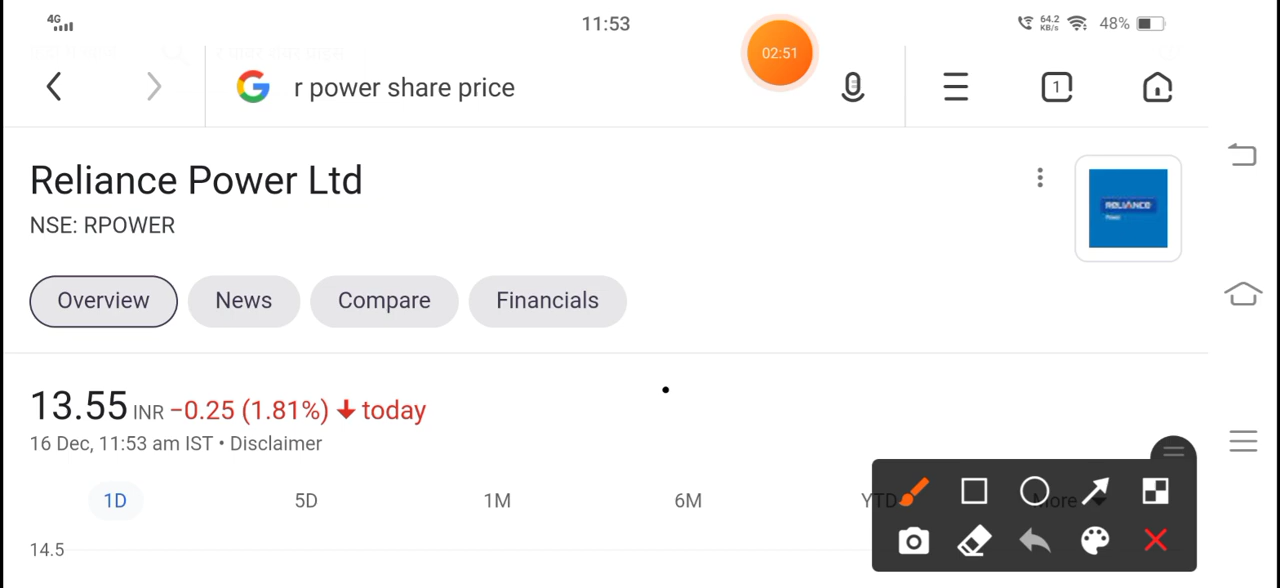 4G
11:53
64.2 KB/s
48%
02:51
r power share price
1
Reliance Power Ltd
NSE: RPOWER
RELIANCE
Power
Overview
News
Compare
Financials
13.55 INR −0.25 (1.81%) today
16 Dec, 11:53 am IST • Disclaimer
1D
5D
1M
6M
YTD
More
14.5